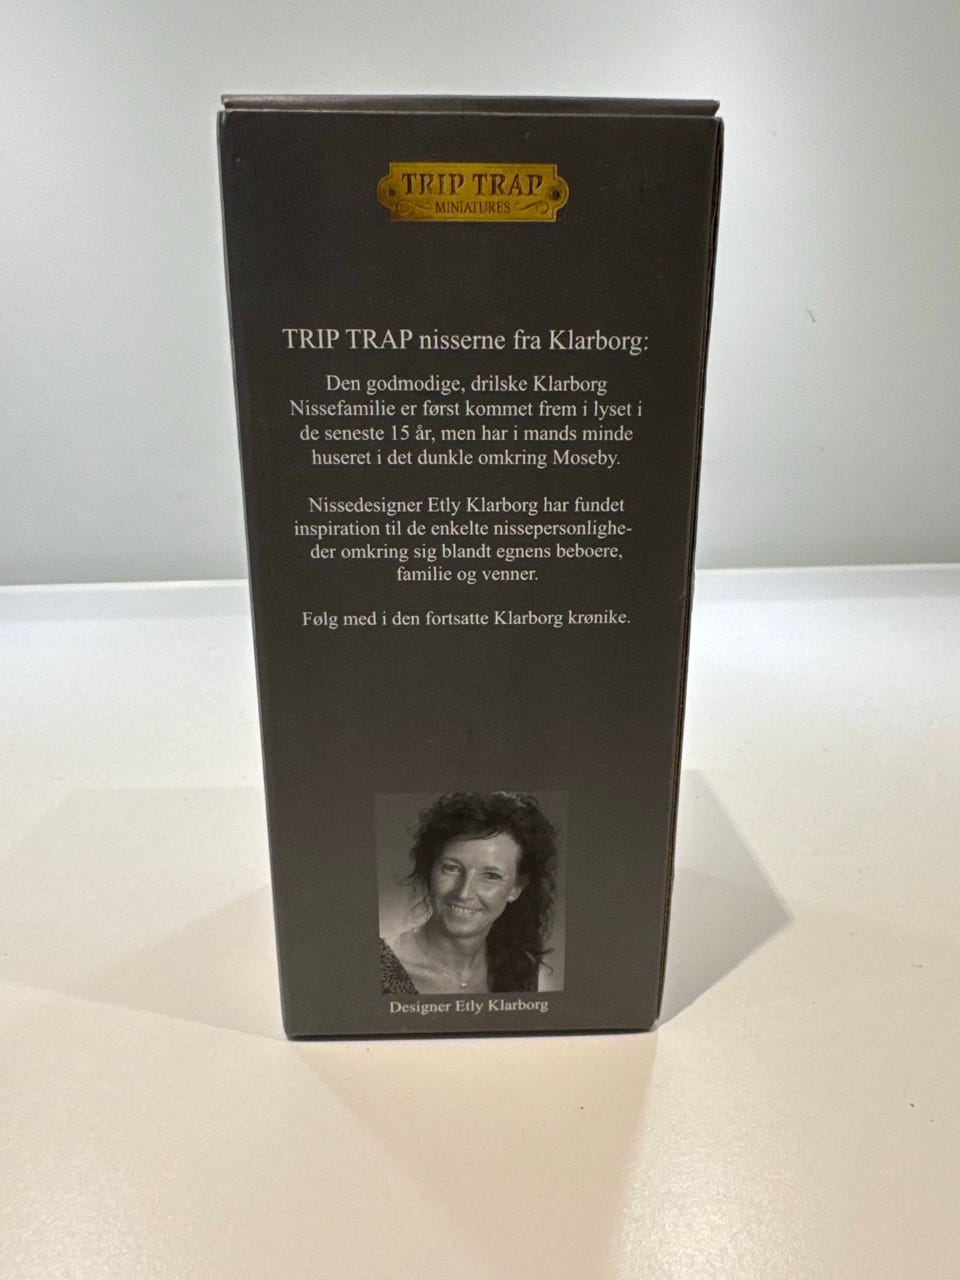 TRIP TRAP
MINIATURES
TRIP TRAP nisserne fra Klarborg:
Den godmodige, drilske Klarborg
Nissefamilie er først kommet frem i lyset i
de seneste 15 år, men har i mands minde
huseret i det dunkle omkring Moseby.
Nissedesigner Etly Klarborg har fundet
inspiration til de enkelte nissepersonlighe-
der omkring sig blandt egnens beboere,
familie og venner.
Følg med i den fortsatte Klarborg krønike.
Designer Etly Klarborg